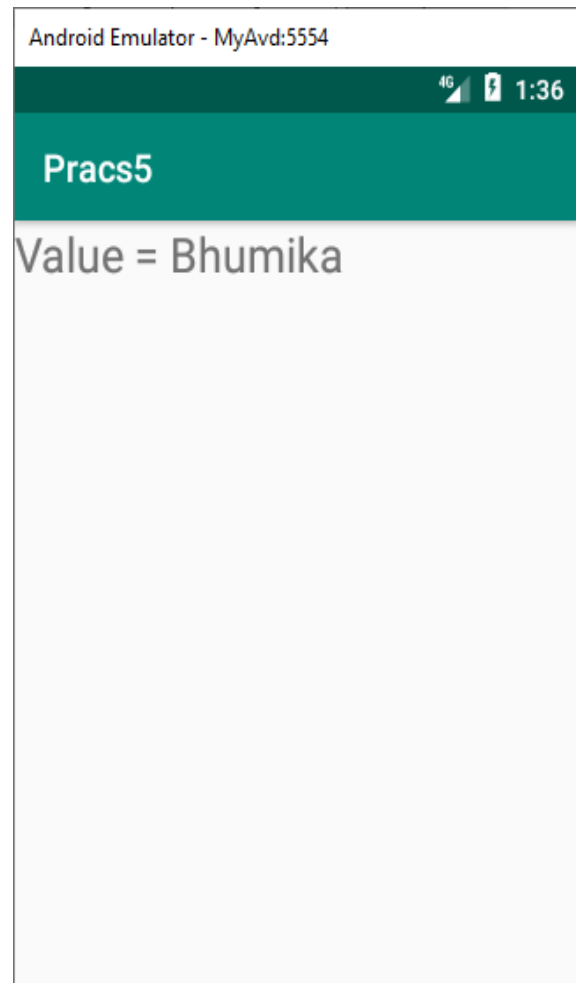 Android Emulator - MyAvd:5554
4G 1:36
Pracs5
Value = Bhumika